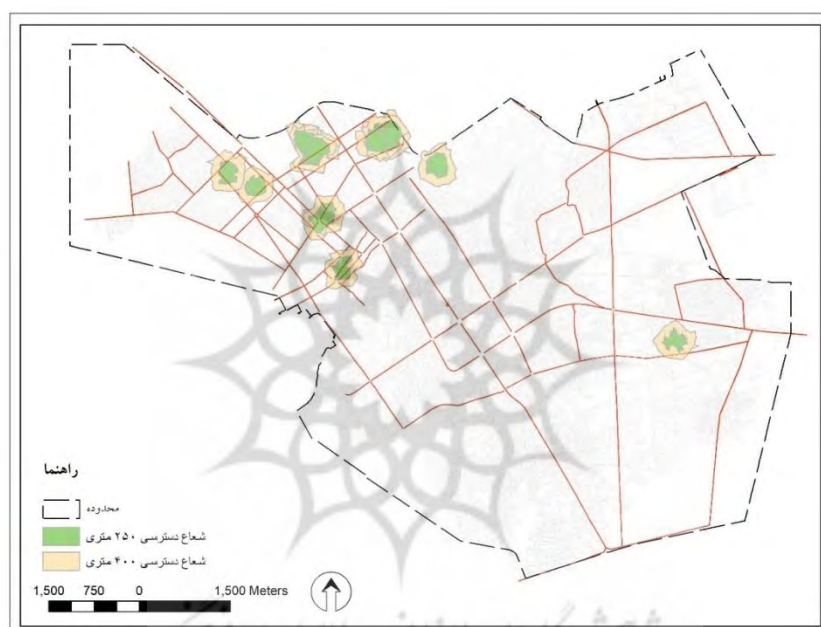 راهنما
محدوده
شعاع دسترسی ۲۵۰ متری
شعاع دسترسی ۴۰۰ متری
1,500 750 0 1,500 Meters